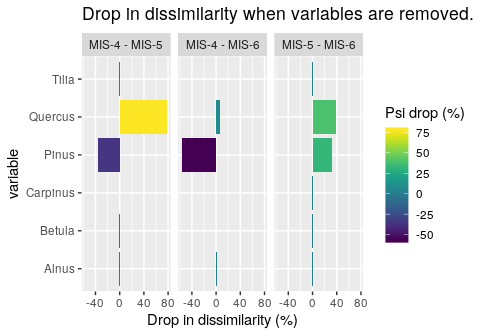 Drop in dissimilarity when variables are removed.
MIS-4 - MIS-5 MIS-4 - MIS-6 MIS-5 - MIS-6
Tilia
Quercus
Pinus
Carpinus
Betula
Alnus
variable
-40 0 40 80 -40 0 40 80 -40 0 40 80
Drop in dissimilarity (%)
Psi drop (%)
75
50
25
0
-25
-50